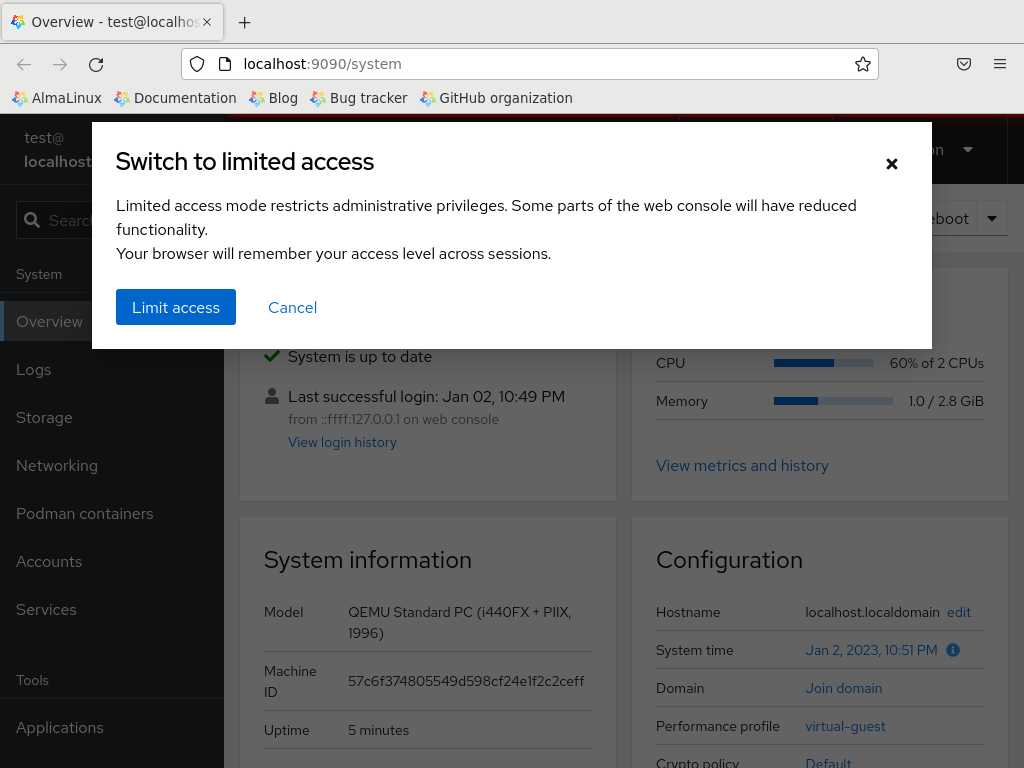 Overview - test@localhos
localhost:9090/system
AlmaLinux Documentation Blog Bug tracker GitHub organization
test@
localhost
on
Search
eboot
Switch to limited access
Limited access mode restricts administrative privileges. Some parts of the web console will have reduced
functionality.
Your browser will remember your access level across sessions.
Limit access Cancel
System
Overview
Logs
Storage
Networking
Podman containers
Accounts
Services
Tools
Applications
System is up to date
Last successful login: Jan 02, 10:49 PM
from ::ffff:127.0.0.1 on web console
View login history
CPU 60% of 2 CPUs
Memory 1.0 / 2.8 GiB
View metrics and history
System information
Model QEMU Standard PC (i440FX + PIIX,
1996)
Machine
ID 57c6f374805549d598cf24e1f2c2ceff
Uptime 5 minutes
Configuration
Hostname localhost.localdomain edit
System time Jan 2, 2023, 10:51 PM
Domain Join domain
Performance profile virtual-guest
Crypto policy Default